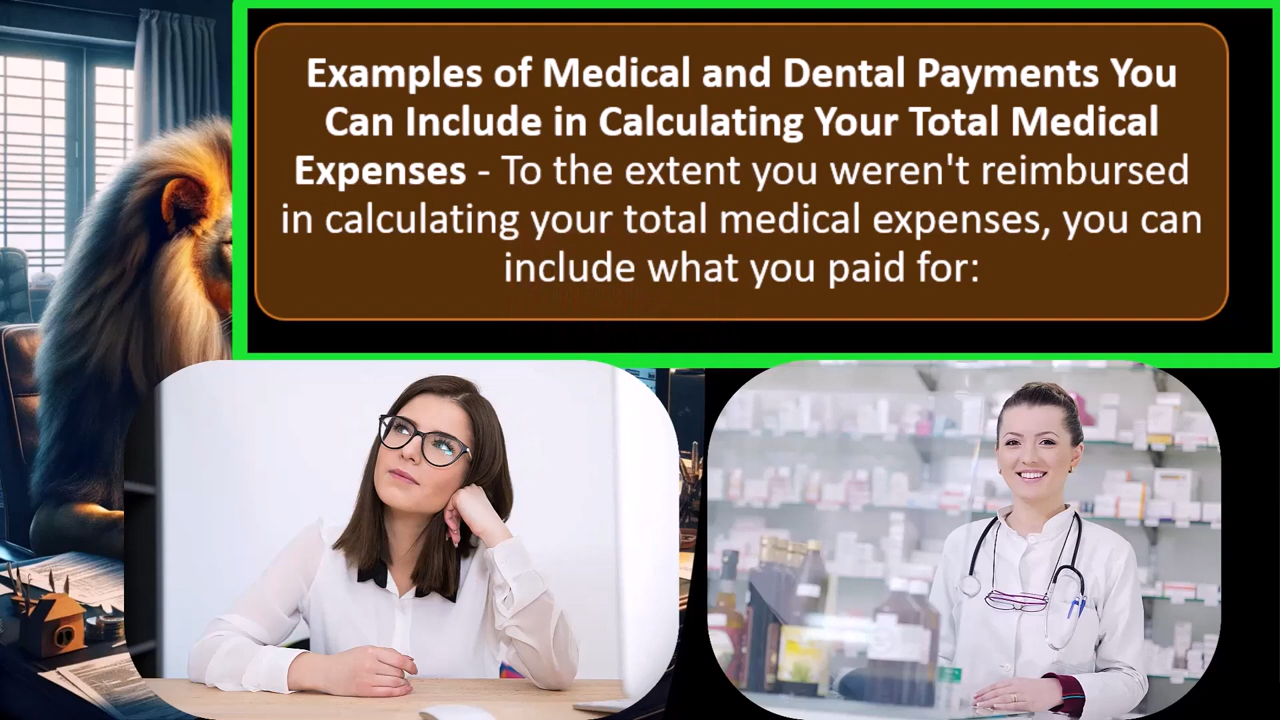 Examples of Medical and Dental Payments You
Can Include in Calculating Your Total Medical
Expenses - To the extent you weren't reimbursed
in calculating your total medical expenses, you can
include what you paid for: